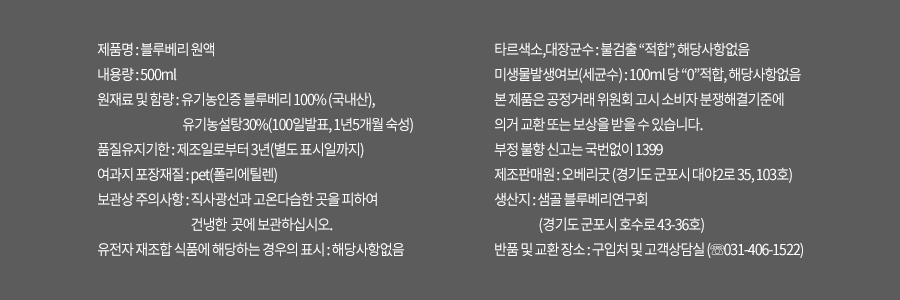 제품명 : 블루베리 원액
내용량 : 500ml
원재료 및 함량 : 유기농인증 블루베리 100% (국내산),
유기농설탕30%(100일발표, 1년5개월 숙성)
품질유지기한 : 제조일로부터 3년(별도 표시일까지)
여과지 포장재질 : pet(폴리에틸렌)
보관상 주의사항 : 직사광선과 고온다습한 곳을 피하여
건냉한 곳에 보관하십시오.
유전자 재조합 식품에 해당하는 경우의 표시 : 해당사항없음
타르색소,대장균수 : 불검출 “적합”, 해당사항없음
미생물발생여보(세균수) : 100ml 당 “0”적합, 해당사항없음
본 제품은 공정거래 위원회 고시 소비자 분쟁해결기준에
의거 교환 또는 보상을 받을 수 있습니다.
부정 불향 신고는 국번없이 1399
제조판매원 : 오베리굿 (경기도 군포시 대야2로 35, 103호)
생산지 : 샘골 블루베리연구회
(경기도 군포시 호수로 43-36호)
반품 및 교환 장소 : 구입처 및 고객상담실 (☏031-406-1522)